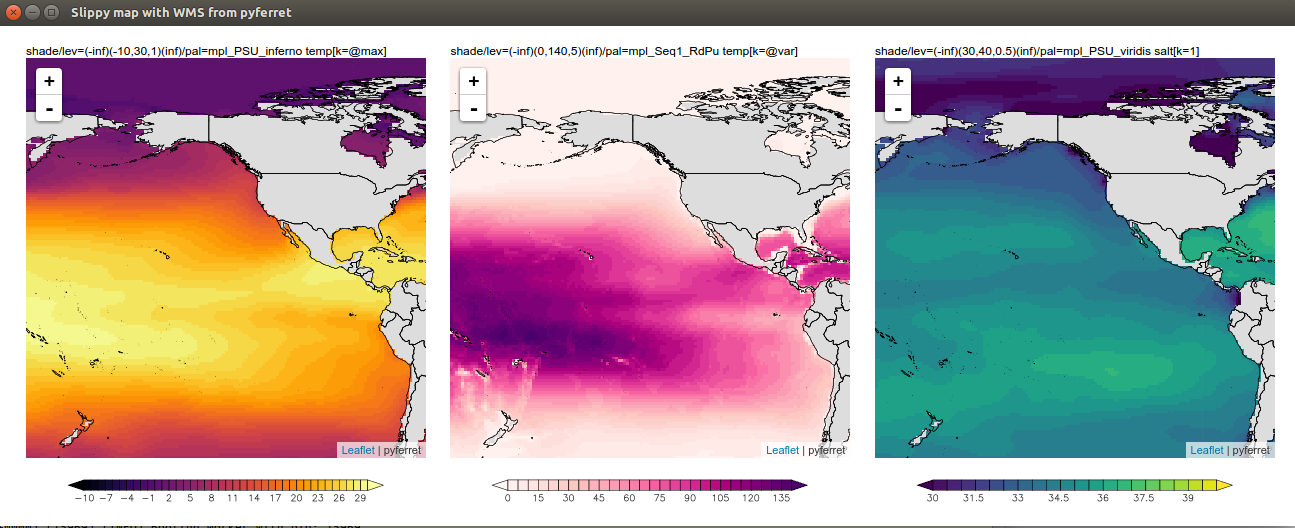 Slippy map with WMS from pyferret
shade/lev=(-inf)(-10,30,1)(inf)/pal=mpl_PSU_inferno temp[k=@max]
+
-
Leaflet | pyferret
−10 −7 −4 −1 2 5 8 11 14 17 20 23 26 29
shade/lev=(-inf)(0,140,5)(inf)/pal=mpl_Seq1_RdPu temp[k=@var]
+
-
Leaflet | pyferret
0 15 30 45 60 75 90 105 120 135
shade/lev=(-inf)(30,40,0.5)(inf)/pal=mpl_PSU_viridis salt[k=1]
+
-
Leaflet | pyferret
30 31.5 33 34.5 36 37.5 39